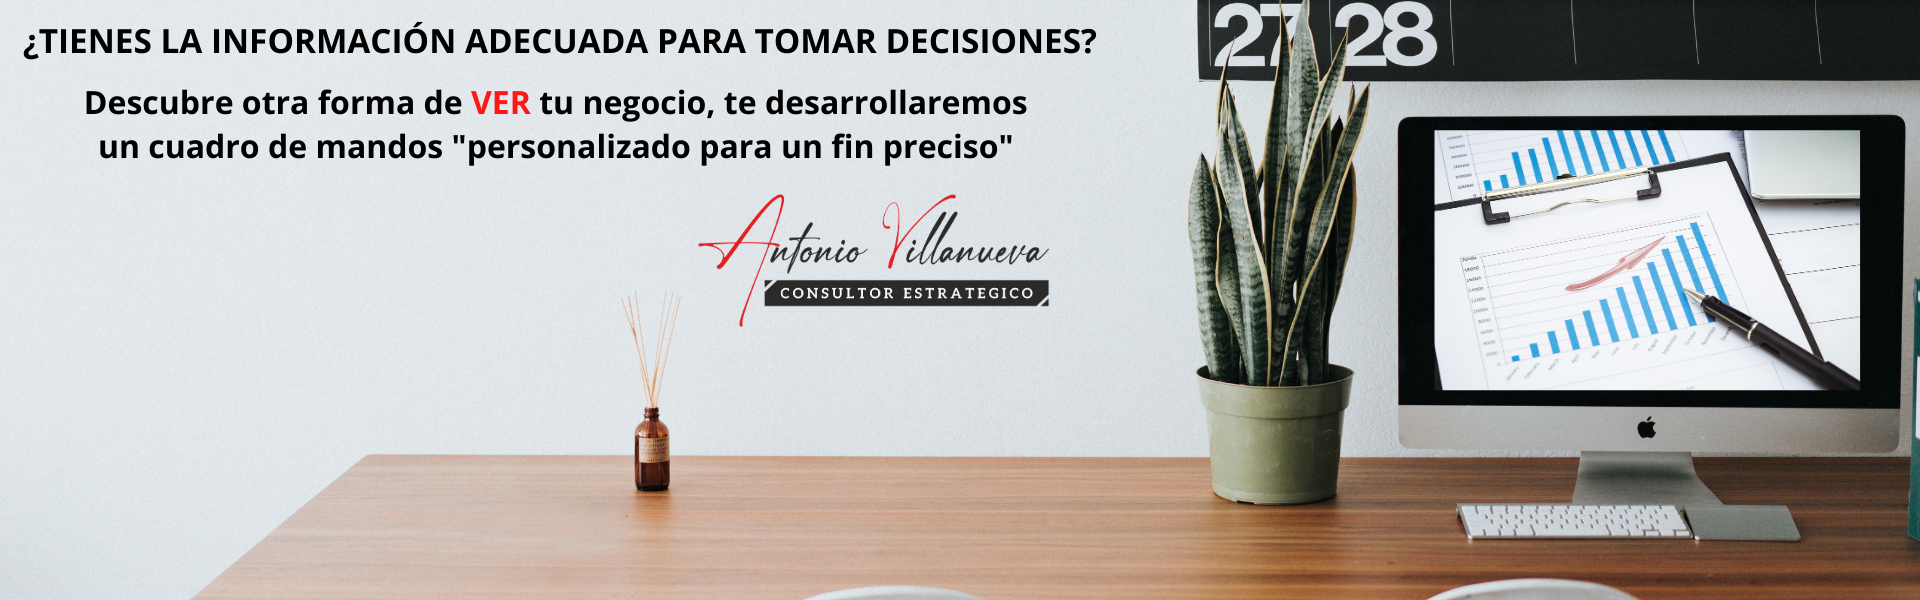 ¿TIENES LA INFORMACIÓN ADECUADA PARA TOMAR DECISIONES?
Descubre otra forma de VER tu negocio, te desarrollaremos
un cuadro de mandos "personalizado para un fin preciso"
Antonio Villanueva
CONSULTOR ESTRATEGICO
27 28